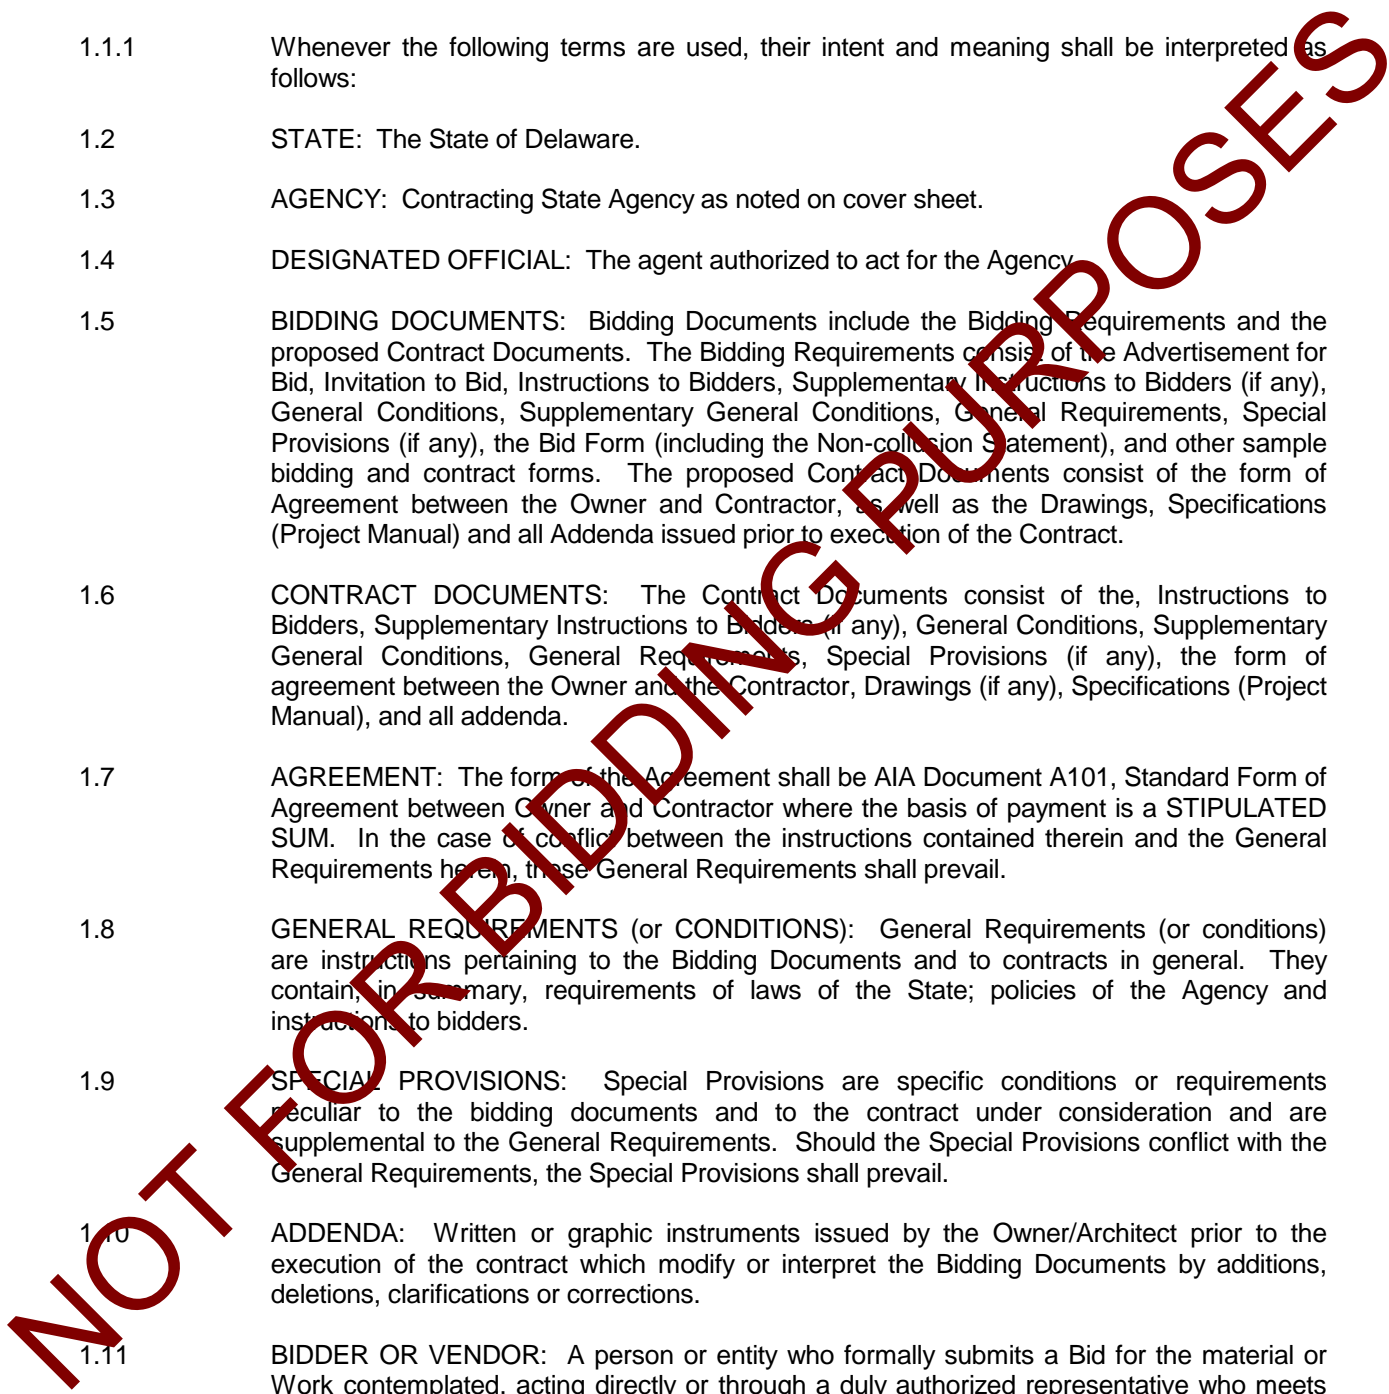 1.1.1 Whenever the following terms are used, their intent and meaning shall be interpreted as
follows:
1.2 STATE: The State of Delaware.
1.3 AGENCY: Contracting State Agency as noted on cover sheet.
1.4 DESIGNATED OFFICIAL: The agent authorized to act for the Agency.
1.5 BIDDING DOCUMENTS: Bidding Documents include the Bidding Requirements and the
proposed Contract Documents. The Bidding Requirements consist of the Advertisement for
Bid, Invitation to Bid, Instructions to Bidders, Supplementary Instructions to Bidders (if any),
General Conditions, Supplementary General Conditions, General Requirements, Special
Provisions (if any), the Bid Form (including the Non-collusion Statement), and other sample
bidding and contract forms. The proposed Contract Documents consist of the form of
Agreement between the Owner and Contractor, as well as the Drawings, Specifications
(Project Manual) and all Addenda issued prior to execution of the Contract.
1.6 CONTRACT DOCUMENTS: The Contract Documents consist of the, Instructions to
Bidders, Supplementary Instructions to Bidders (if any), General Conditions, Supplementary
General Conditions, General Requirements, Special Provisions (if any), the form of
agreement between the Owner and the Contractor, Drawings (if any), Specifications (Project
Manual), and all addenda.
1.7 AGREEMENT: The form of the Agreement shall be AIA Document A101, Standard Form of
Agreement between Owner and Contractor where the basis of payment is a STIPULATED
SUM. In the case of conflict between the instructions contained therein and the General
Requirements herein, these General Requirements shall prevail.
1.8 GENERAL REQUIREMENTS (or CONDITIONS): General Requirements (or conditions)
are instructions pertaining to the Bidding Documents and to contracts in general. They
contain, in summary, requirements of laws of the State; policies of the Agency and
instructions to bidders.
1.9 SPECIAL PROVISIONS: Special Provisions are specific conditions or requirements
peculiar to the bidding documents and to the contract under consideration and are
supplemental to the General Requirements. Should the Special Provisions conflict with the
General Requirements, the Special Provisions shall prevail.
1.10 ADDENDA: Written or graphic instruments issued by the Owner/Architect prior to the
execution of the contract which modify or interpret the Bidding Documents by additions,
deletions, clarifications or corrections.
1.11 BIDDER OR VENDOR: A person or entity who formally submits a Bid for the material or
Work contemplated, acting directly or through a duly authorized representative who meets
NOT FOR BIDDING PURPOSES